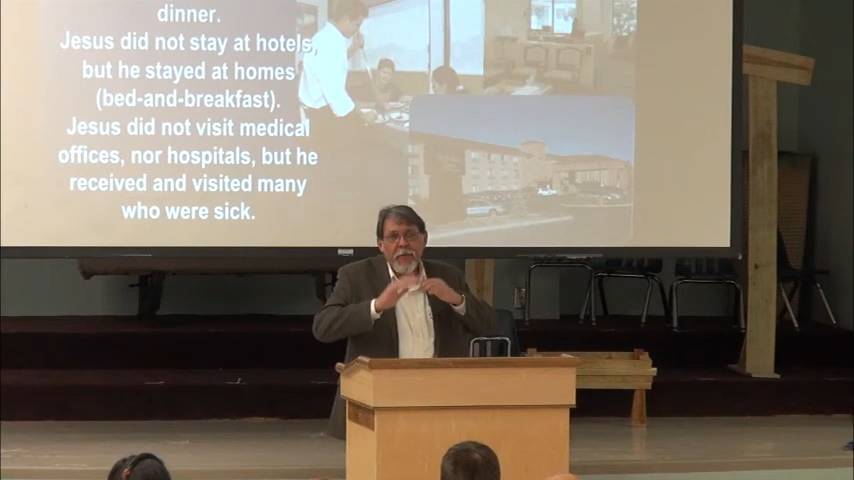 dinner.
Jesus did not stay at hotels,
but he stayed at homes
(bed-and-breakfast).
Jesus did not visit medical
offices, nor hospitals, but he
received and visited many
who were sick.